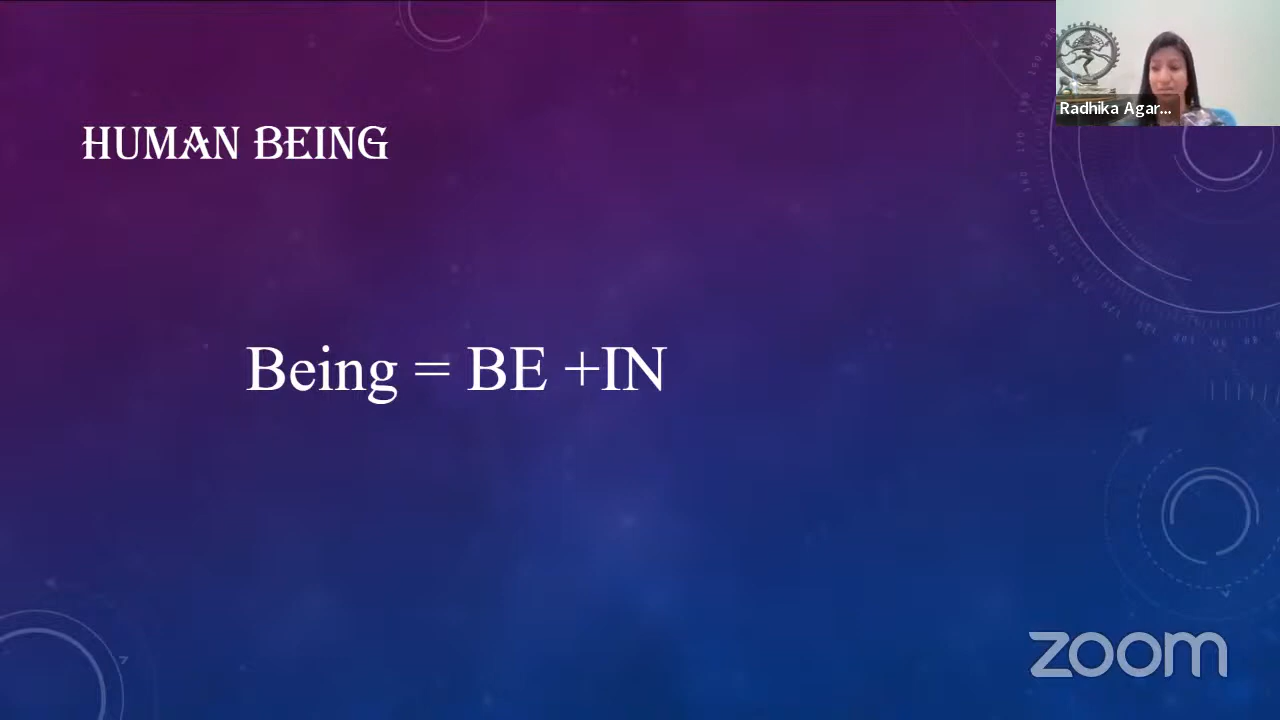 HUMAN BEING
Radhika Agar...
Being = BE +IN
zoom